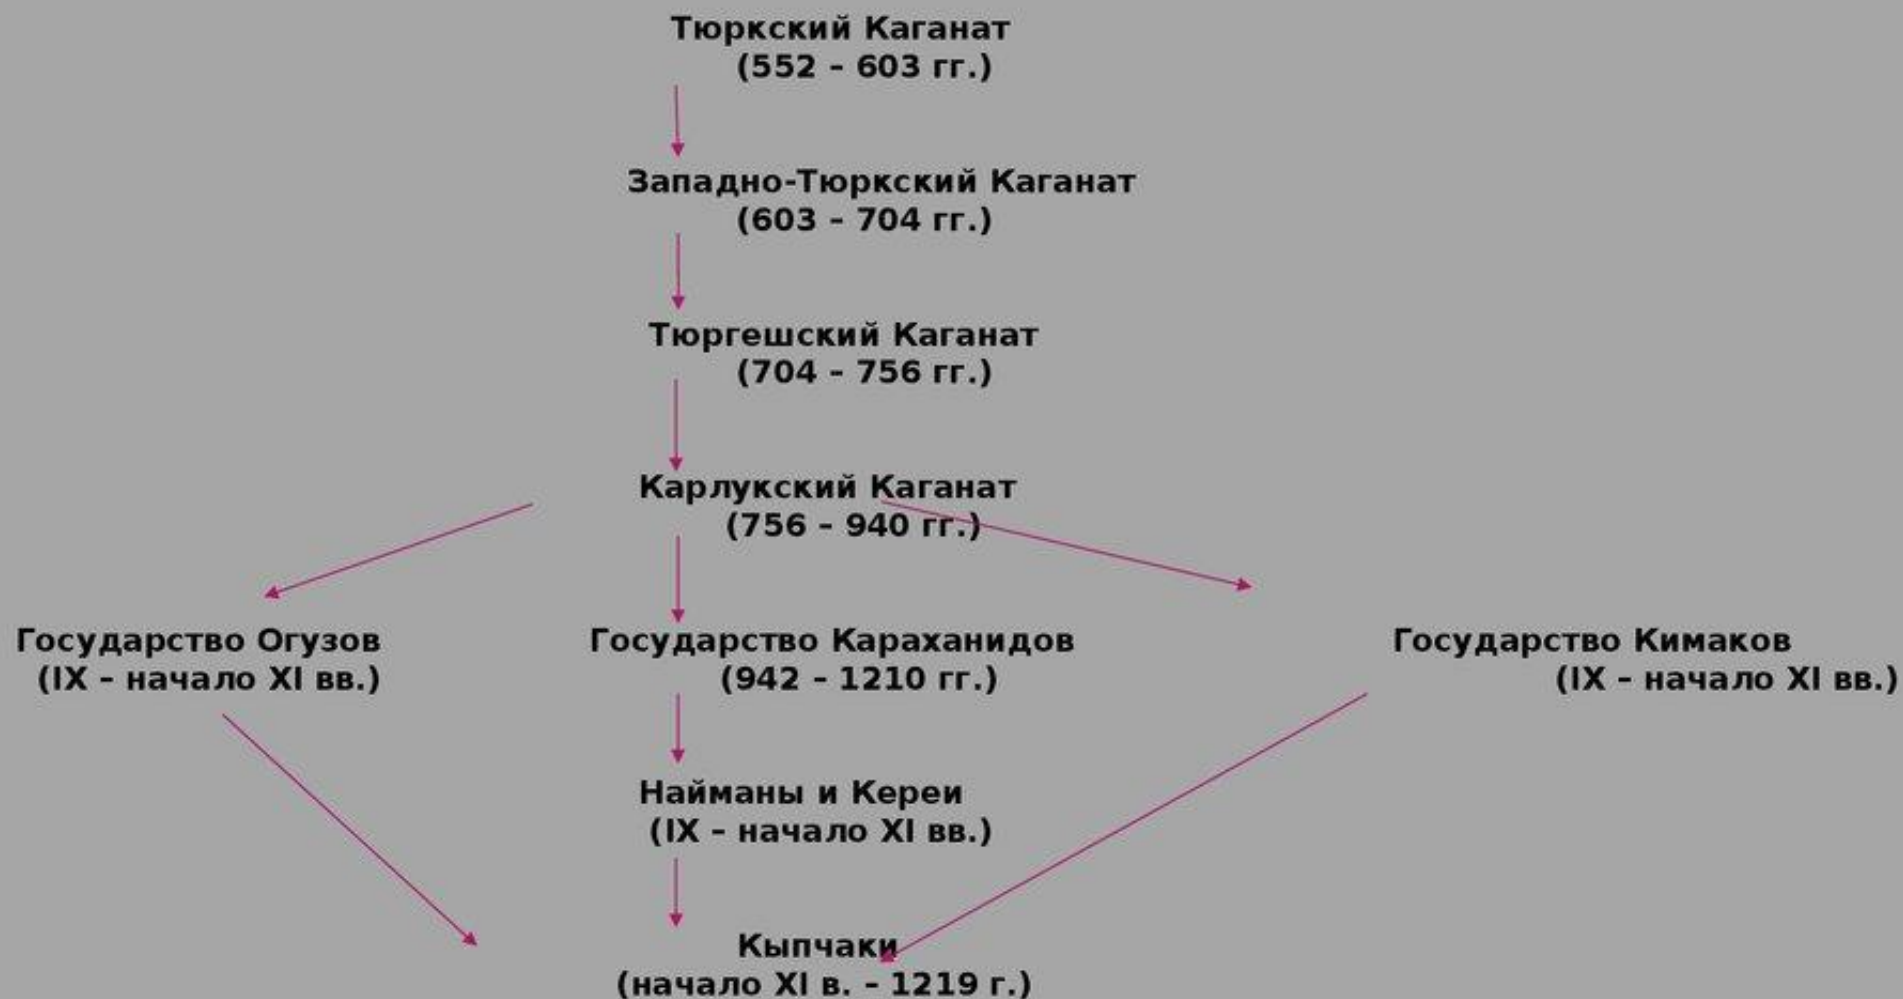 Тюркский Каганат
(552 – 603 гг.)
Западно-Тюркский Каганат
(603 – 704 гг.)
Тюргешский Каганат
(704 – 756 гг.)
Карлукский Каганат
(756 – 940 гг.)
Государство Огузов
(IX – начало XI вв.)
Государство Караханидов
(942 – 1210 гг.)
Государство Кимаков
(IX – начало XI вв.)
Найманы и Кереи
(IX – начало XI вв.)
Кыпчаки
(начало XI в. – 1219 г.)